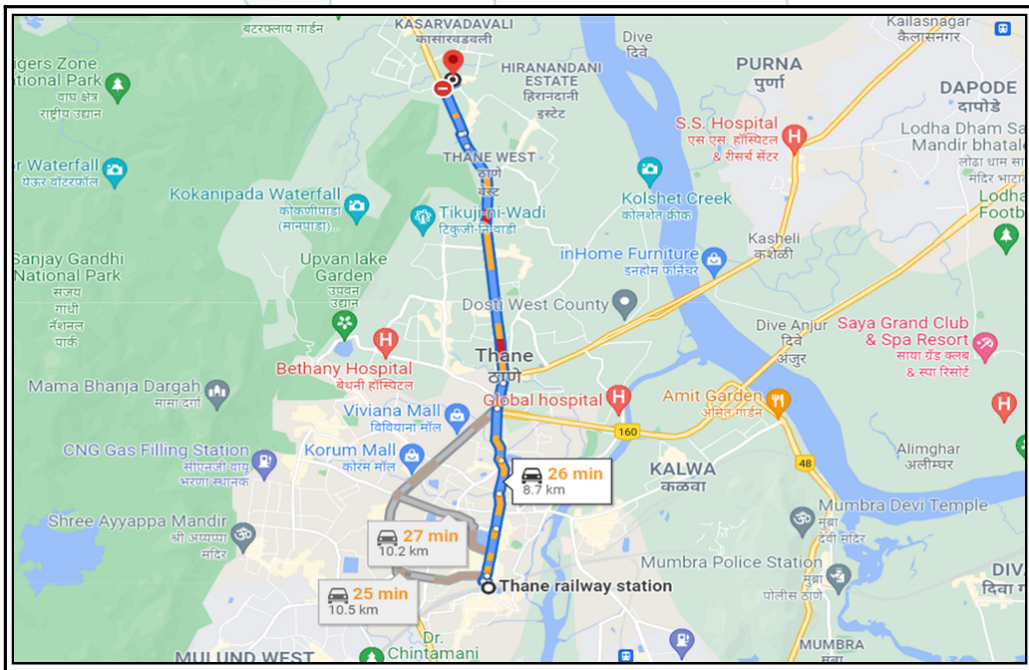 बटरफ्लाय गार्डन
KASARVADAVALI
कासारवडवली
Dive
दिवे
Kailasnagar
कैलासनगर
igers Zone.
ational Park
वाघ क्षेत्र
राष्ट्रीय उद्यान
HIRANANDANI
ESTATE
हिरानंदानी
इस्टेट
PURNA
पुर्णा
DAPODE
दापोडे
S.S. Hospital
एस एस. हॉस्पिटल
& रीसर्च सेंटर
Lodha Dham Sa
Mandir bhatal
लोढा धाम सा
मंदिर भाटा
or Waterfall
येऊर वॉटरफॉल
THANE WEST
ठाणे
वेस्ट
Kokanipada Waterfall
कोकणीपाडा
(मानपाडा)...
Tikuji-ni-Wadi
टिकुजी-नि-वाडी
Kolshet Creek
कोलशेत क्रीक
Lodha
Footb
Sanjay Gandhi
National Park
संजय
गांधी
नॅशनल
पार्क
Upvan lake
Garden
उपवन
उद्यान
inHome Furniture
इनहोम फर्निचर
Kasheli
कशेळी
Dosti West County
Dive Anjur
दिवे
अंजुर
Saya Grand Club
& Spa Resort
साया ग्रँड क्लब
& स्पा रिसोर्ट
Thane
ठाणे
Bethany Hospital
बेथनी हॉस्पिटल
Mama Bhanja Dargah
मामा दर्गा
Global hospital
Amit Garden
अमित गार्डन
Viviana Mall
विवियाना मॉल
160
CNG Gas Filling Station
सीएनजी वायू
भरणा स्थानक
Korum Mall
कोरम मॉल
KALWA
कळवा
48
Alimghar
अलीमघर
26 min
8.7 km
Mumbra Devi Temple
मुंब्रा
देवी मंदिर
Shree Ayyappa Mandir
श्री अय्यप्पा
मंदिर
27 min
10.2 km
Mumbra Police Station
मुंब्रा
पोलीस ठाणे
DIV
दिवा
Thane railway station
25 min
10.5 km
Dr.
Chintamani
MULUND WEST
MUMBRA
मुंब्रा